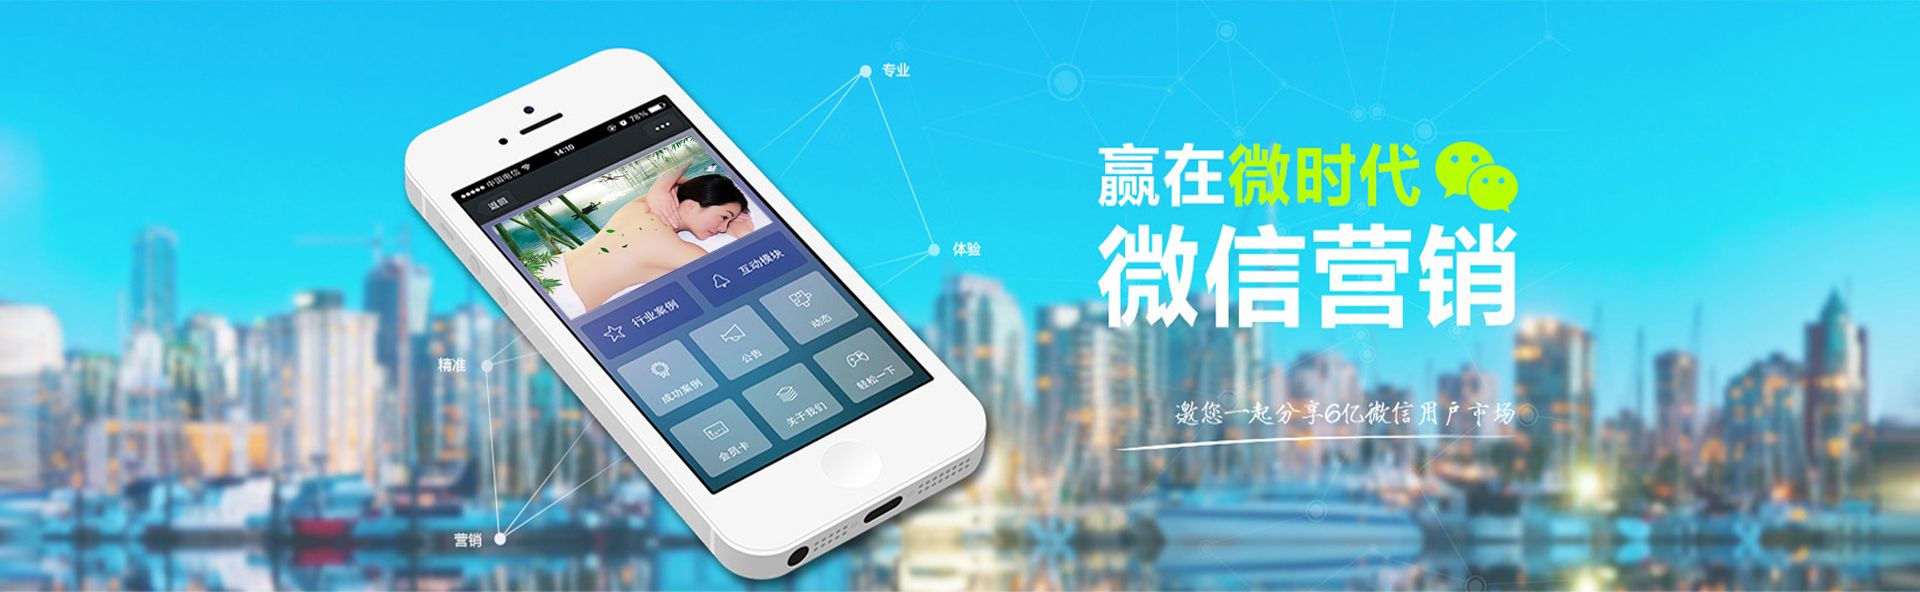 专业
体验
精准
营销
中国电信 14:10 78%
返回
行业案例
互动模块
成功案例
公告
动态
会员卡
关于我们
轻松一下
赢在微时代
微信营销
邀您一起分享6亿微信用户市场